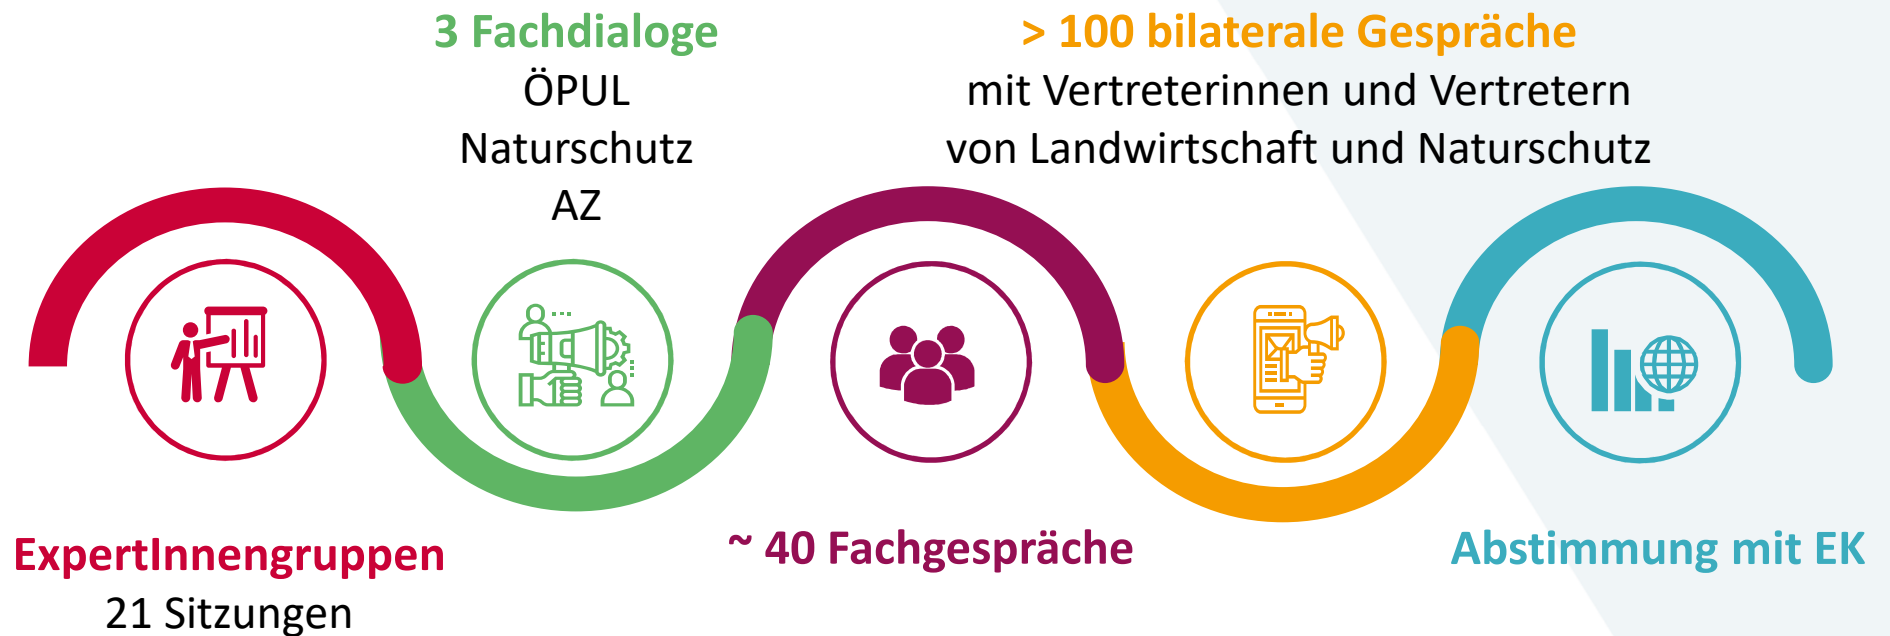 3 Fachdialoge
ÖPUL
Naturschutz
AZ
> 100 bilaterale Gespräche
mit Vertreterinnen und Vertretern
von Landwirtschaft und Naturschutz
ExpertInnengruppen
21 Sitzungen
~ 40 Fachgespräche
Abstimmung mit EK